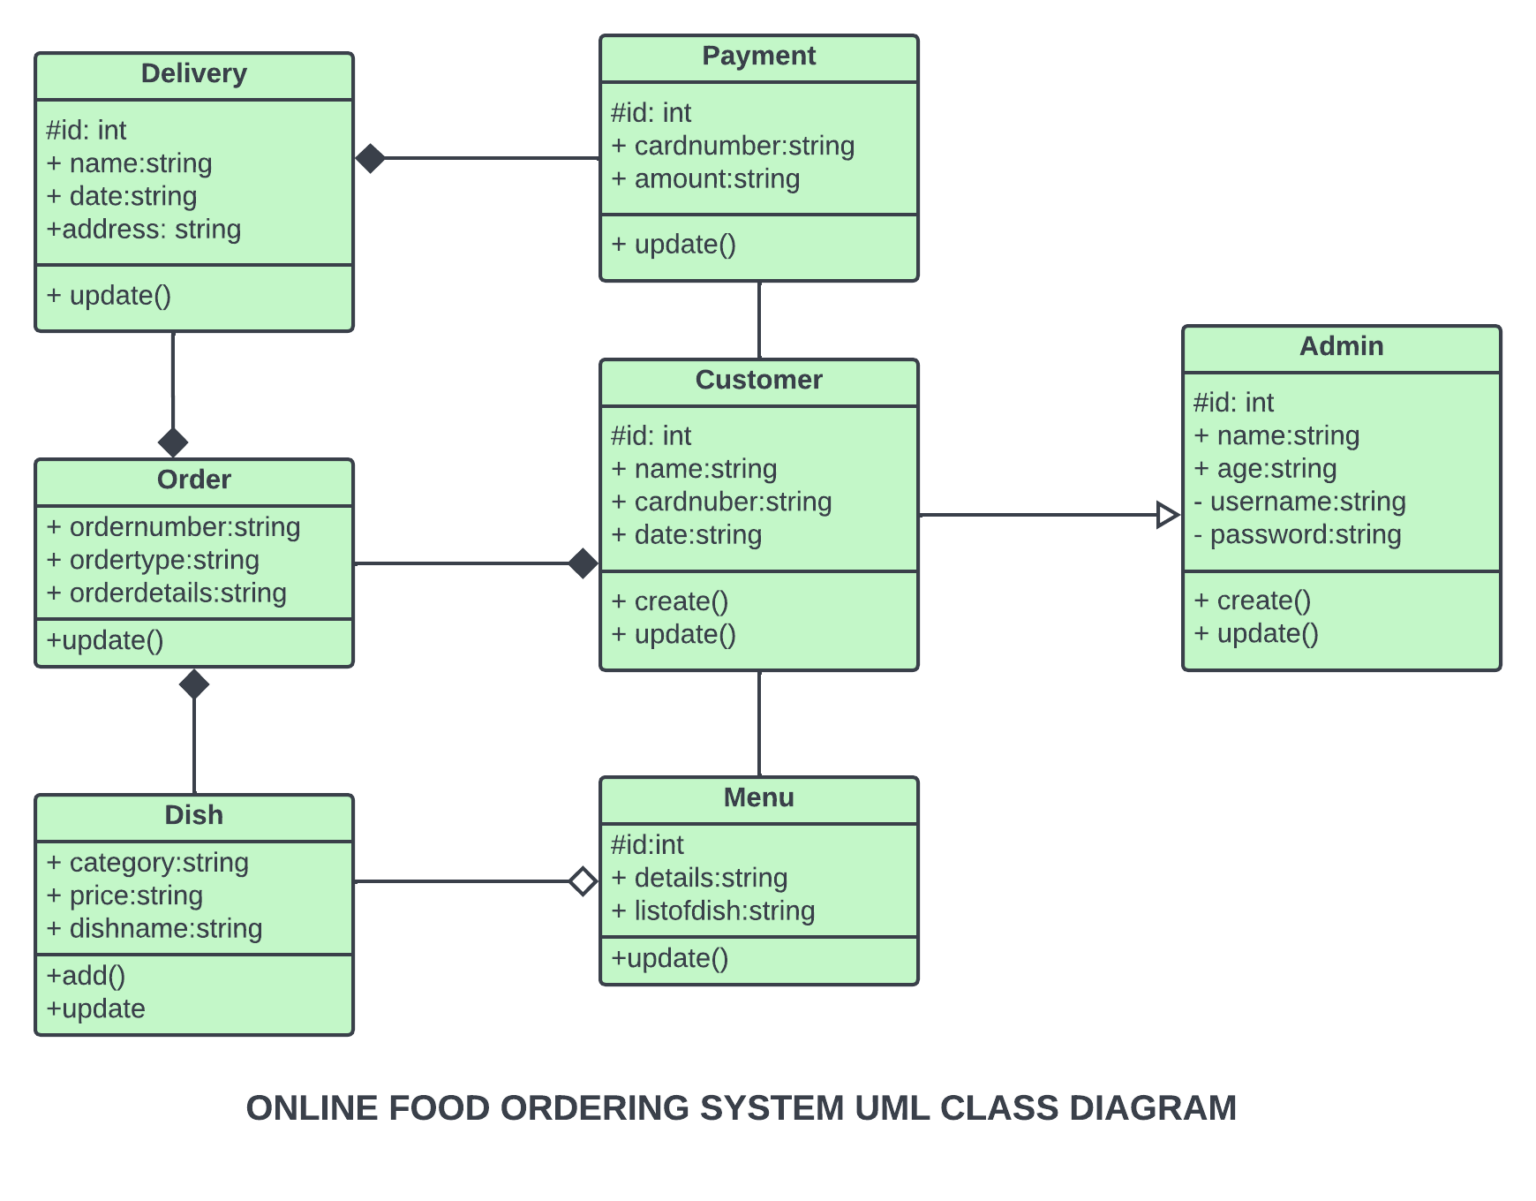 Delivery
#id: int
+ name:string
+ date:string
+address: string
+ update()
Payment
#id: int
+ cardnumber:string
+ amount:string
+ update()
Customer
#id: int
+ name:string
+ cardnuber:string
+ date:string
+ create()
+ update()
Admin
#id: int
+ name:string
+ age:string
- username:string
- password:string
+ create()
+ update()
Order
+ ordernumber:string
+ ordertype:string
+ orderdetails:string
+update()
Dish
+ category:string
+ price:string
+ dishname:string
+add()
+update
Menu
#id:int
+ details:string
+ listofdish:string
+update()
ONLINE FOOD ORDERING SYSTEM UML CLASS DIAGRAM